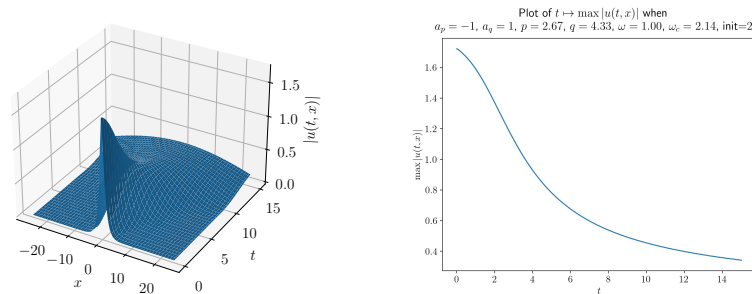 Plot of t ↦ max |u(t, x)| when
a_p = −1, a_q = 1, p = 2.67, q = 4.33, ω = 1.00, ω_c = 2.14, init=2
1.5
1.0
0.5
0.0
|u(t, x)|
−20
−10
0
10
20
x
0
5
10
15
t
1.6
1.4
1.2
1.0
0.8
0.6
0.4
max |u(t, x)|
0 2 4 6 8 10 12 14
t